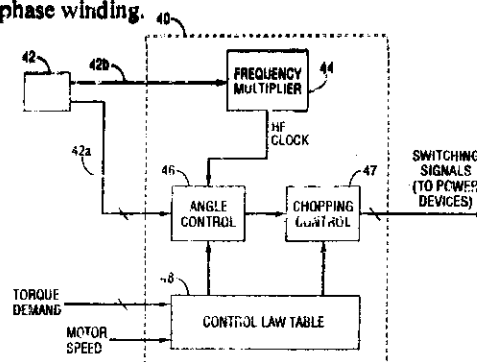 phase winding.
40
42
42b
FREQUENCY
MULTIPLIER
44
HF
CLOCK
42a
46
47
SWITCHING
SIGNALS
(TO POWER
DEVICES)
ANGLE
CONTROL
CHOPPING
CONTROL
48
TORQUE
DEMAND
CONTROL LAW TABLE
MOTOR
SPEED